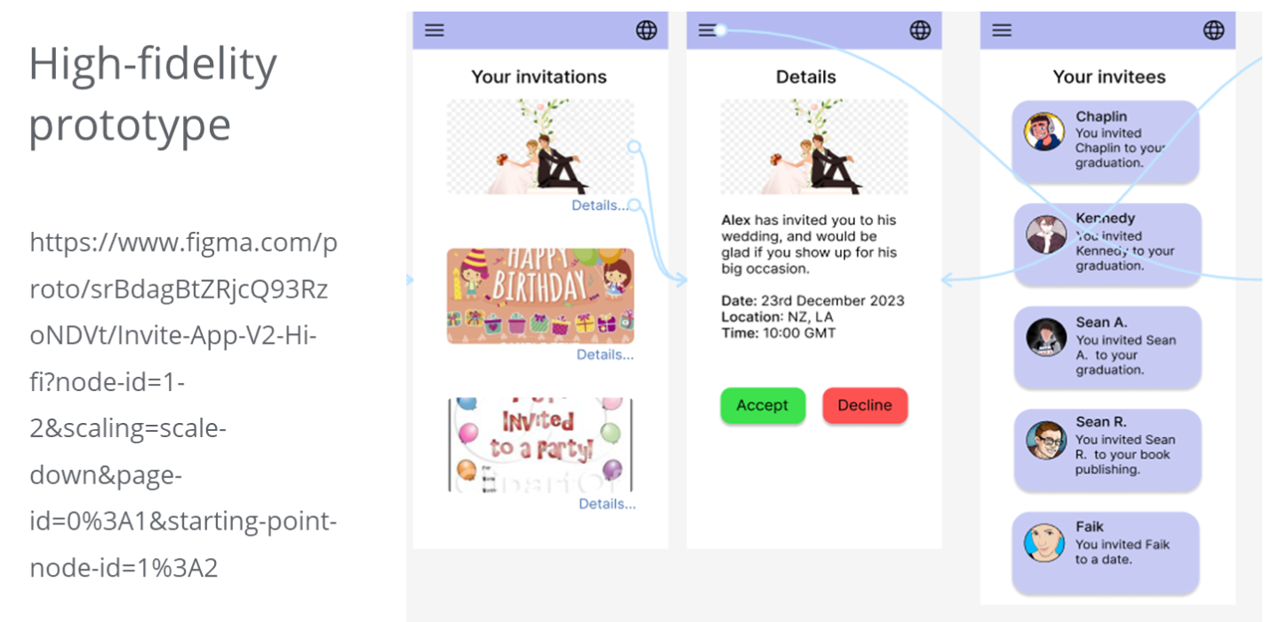 High-fidelity
prototype
https://www.figma.com/p
roto/srBdagBtZRjcQ93Rz
oNDVt/Invite-App-V2-Hi-
fi?node-id=1-
2&scaling=scale-
down&page-
id=0%3A1&starting-point-
node-id=1%3A2
Your invitations
Details...
HAPPY
BIRTHDAY
Details...
Invited
to a Party!
Details...
Details
Alex has invited you to his
wedding, and would be
glad if you show up for his
big occasion.
Date: 23rd December 2023
Location: NZ, LA
Time: 10:00 GMT
Accept
Decline
Your invitees
Chaplin
You invited
Chaplin to your
graduation.
Kennedy
You invited
Kennedy to your
graduation.
Sean A.
You invited Sean
A. to your
graduation.
Sean R.
You invited Sean
R. to your book
publishing.
Faik
You invited Faik
to a date.